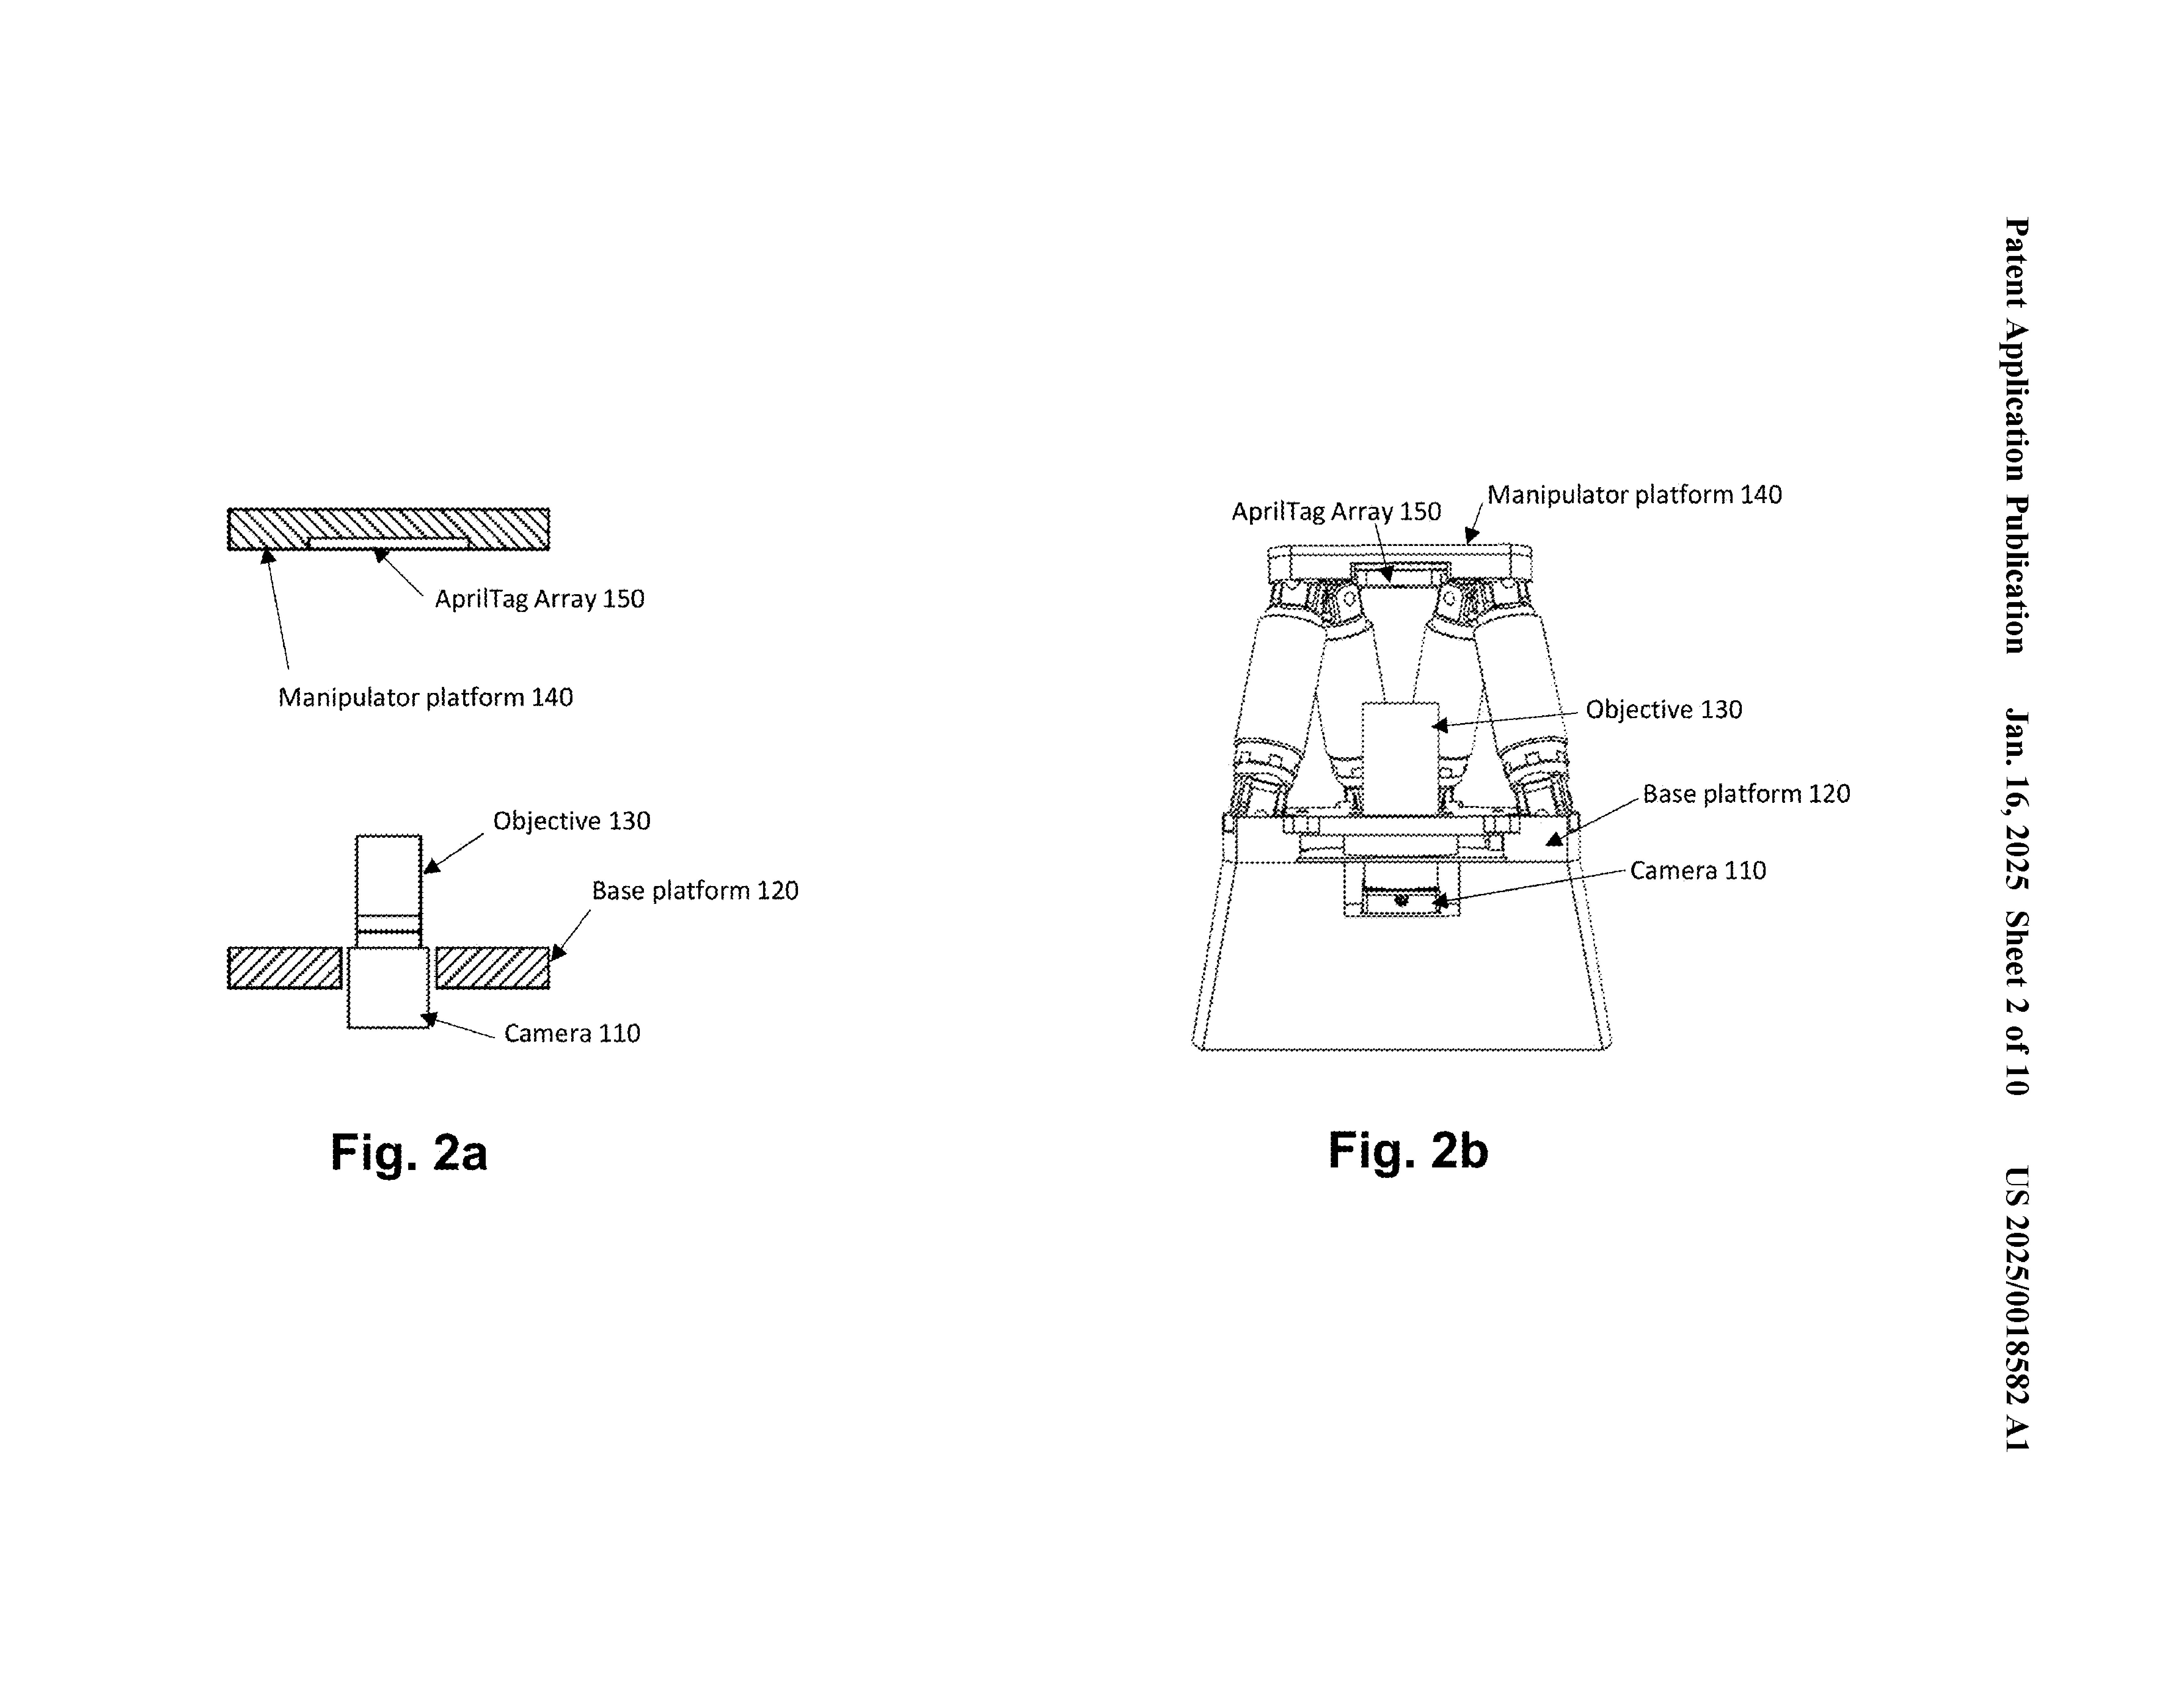 Patent Application Publication Jan. 16, 2025 Sheet 2 of 10 US 2025/0018582 A1
AprilTag Array 150
Manipulator platform 140
Objective 130
Base platform 120
Camera 110
Fig. 2a
Manipulator platform 140
AprilTag Array 150
Objective 130
Base platform 120
Camera 110
Fig. 2b